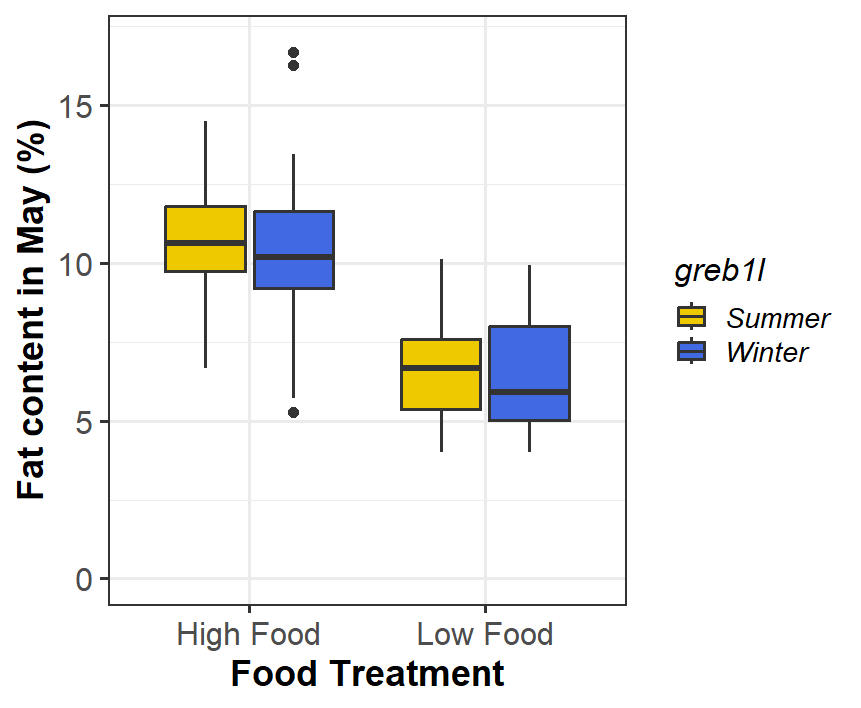 Fat content in May (%)
15
10
5
0
High Food
Low Food
Food Treatment
greb1l
Summer
Winter